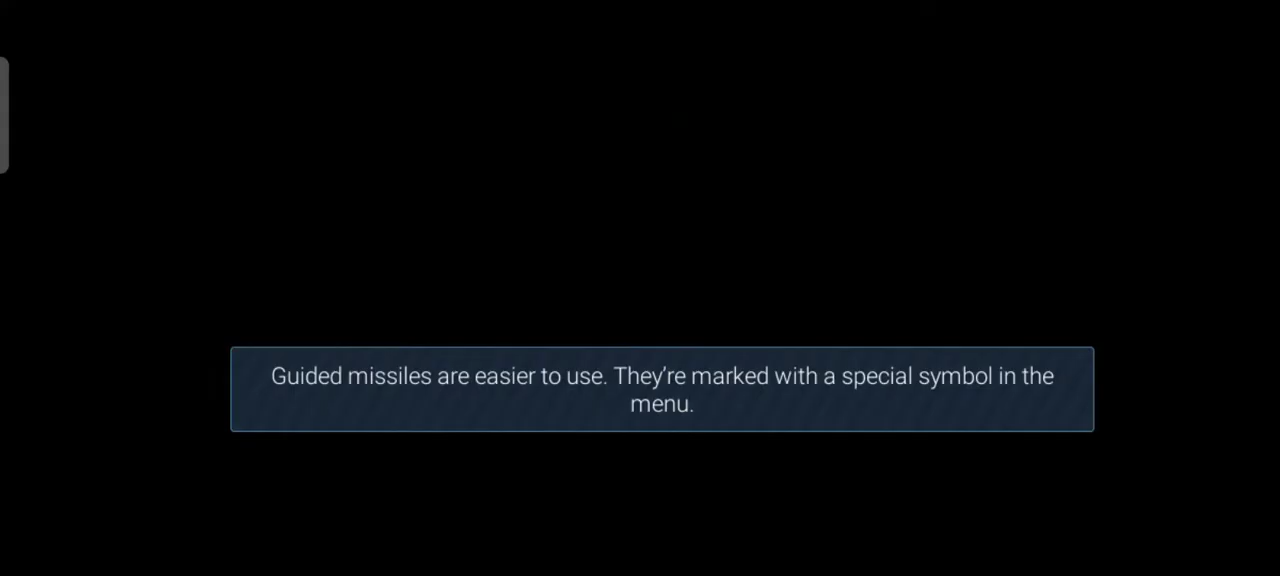 Guided missiles are easier to use. They're marked with a special symbol in the
menu.